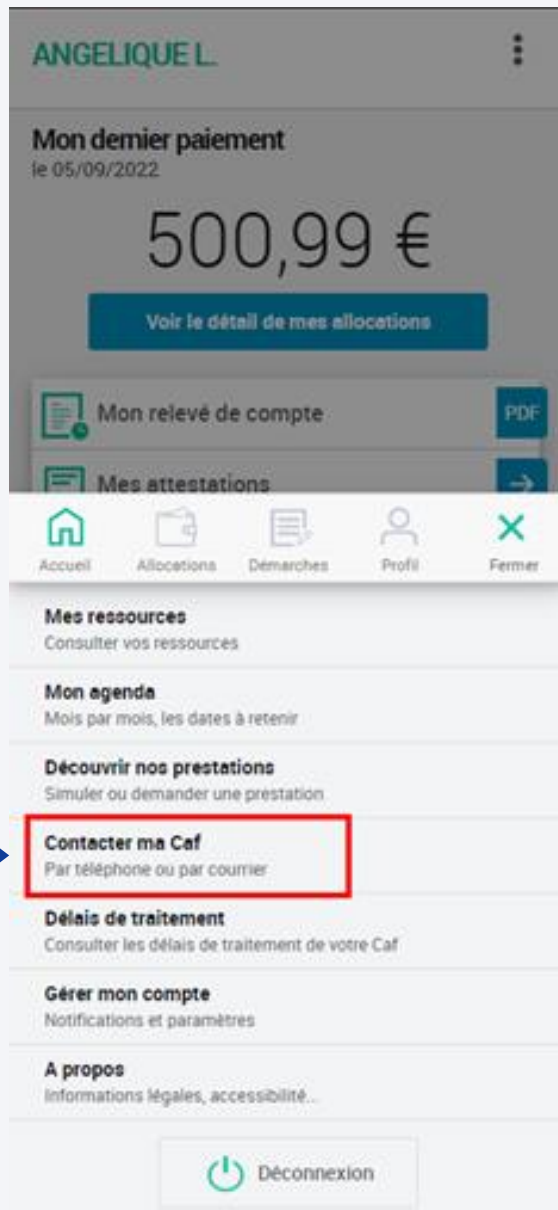 ANGELIQUE L.
Mon dernier paiement
le 05/09/2022
500,99 €
Voir le détail de mes allocations
Mon relevé de compte
PDF
Mes attestations
Accueil
Allocations
Démarches
Profil
Fermer
Mes ressources
Consulter vos ressources
Mon agenda
Mois par mois, les dates à retenir
Découvrir nos prestations
Simuler ou demander une prestation
Contacter ma Caf
Par téléphone ou par courrier
Délais de traitement
Consulter les délais de traitement de votre Caf
Gérer mon compte
Notifications et paramètres
A propos
Informations légales, accessibilité...
Déconnexion